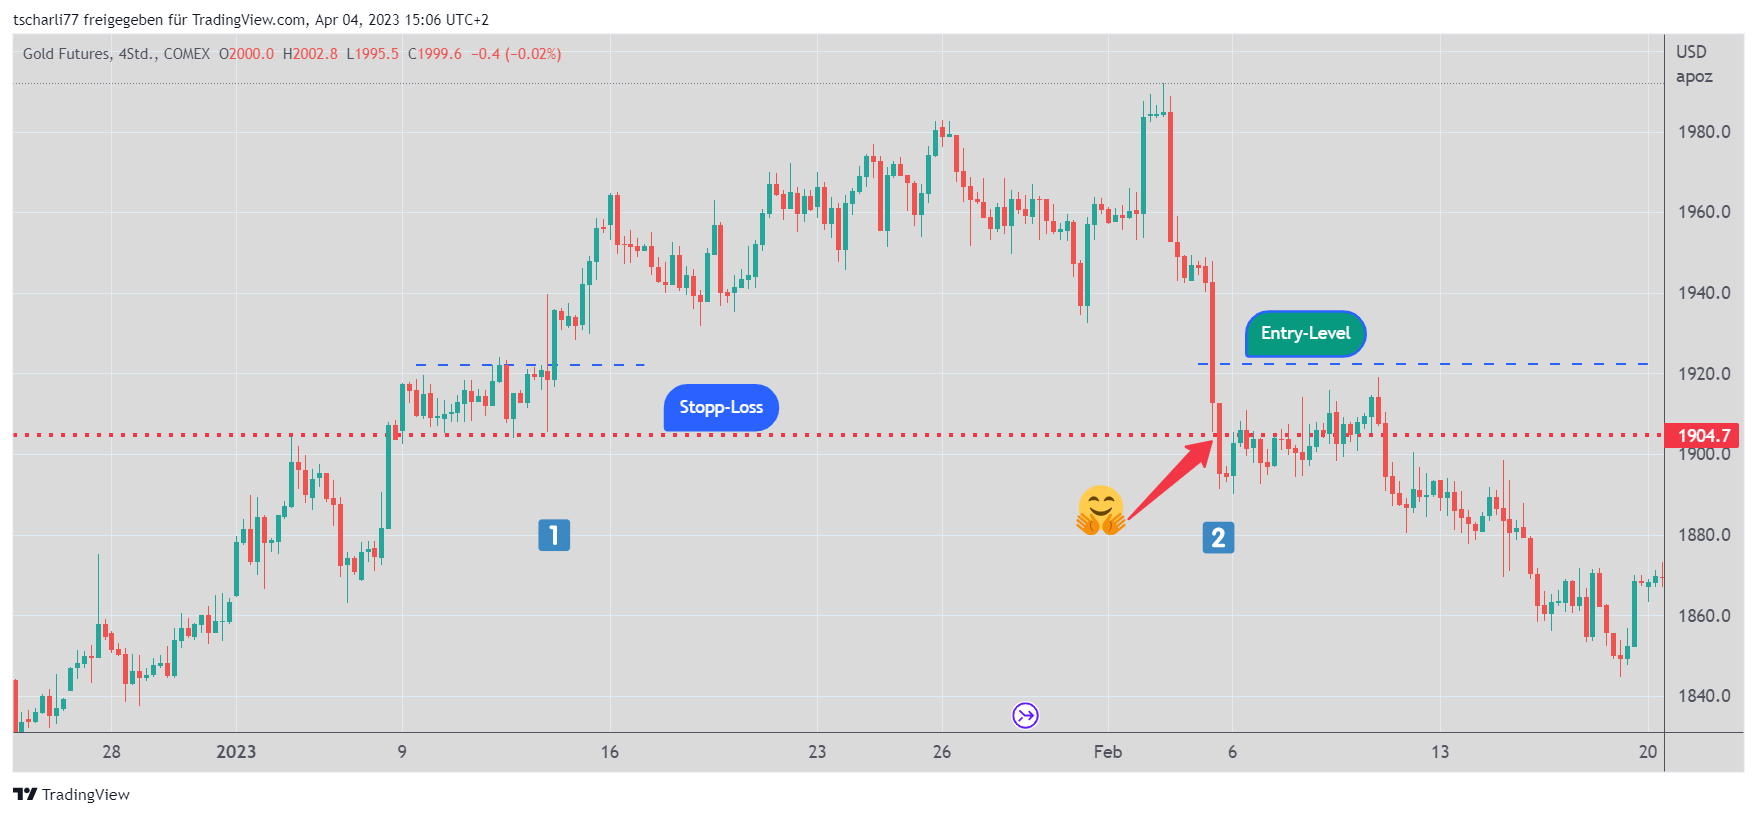 tscharli77 freigegeben für TradingView.com, Apr 04, 2023 15:06 UTC+2
Gold Futures, 4Std., COMEX O2000.0 H2002.8 L1995.5 C1999.6 −0.4 (−0.02%)
USD
apoz
1980.0
1960.0
1940.0
Entry-Level
1920.0
Stopp-Loss
1904.7
1900.0
1
2
1880.0
1860.0
1840.0
28 2023 9 16 23 26 Feb 6 13 20
TradingView